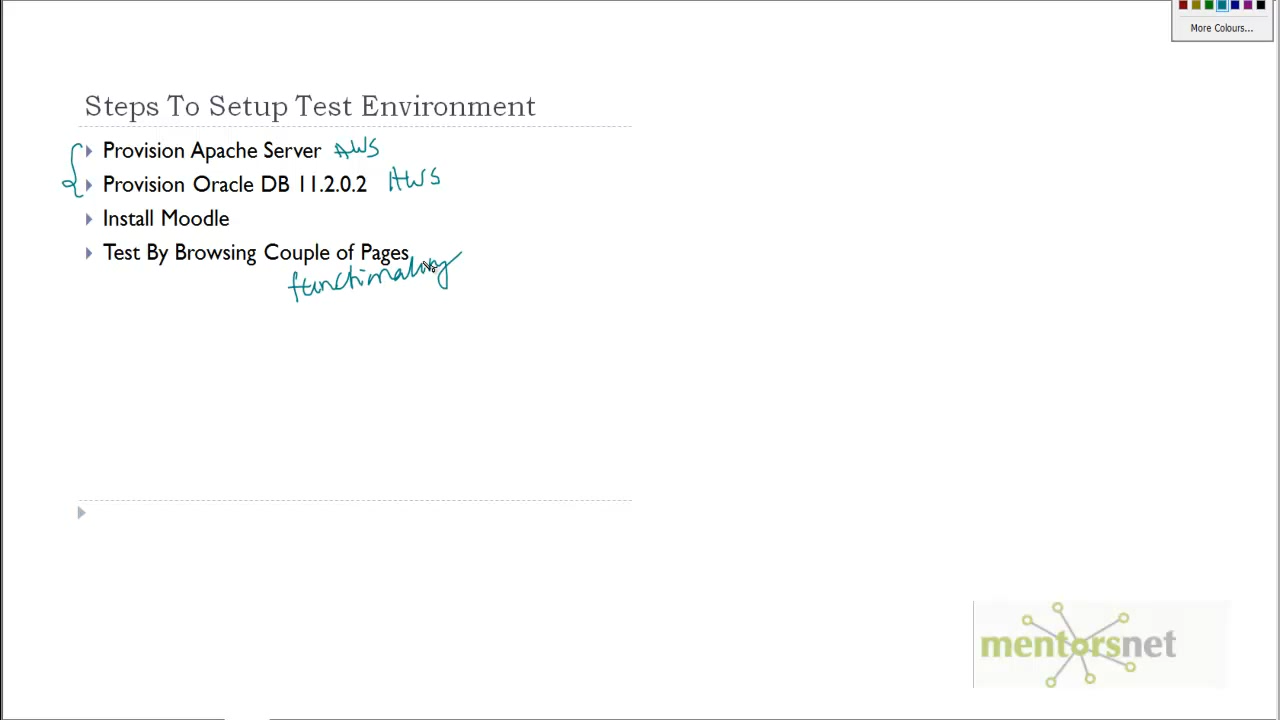 More Colours...
Steps To Setup Test Environment
Provision Apache Server AWS
Provision Oracle DB 11.2.0.2 AWS
Install Moodle
Test By Browsing Couple of Pages
functionality
mentorsnet